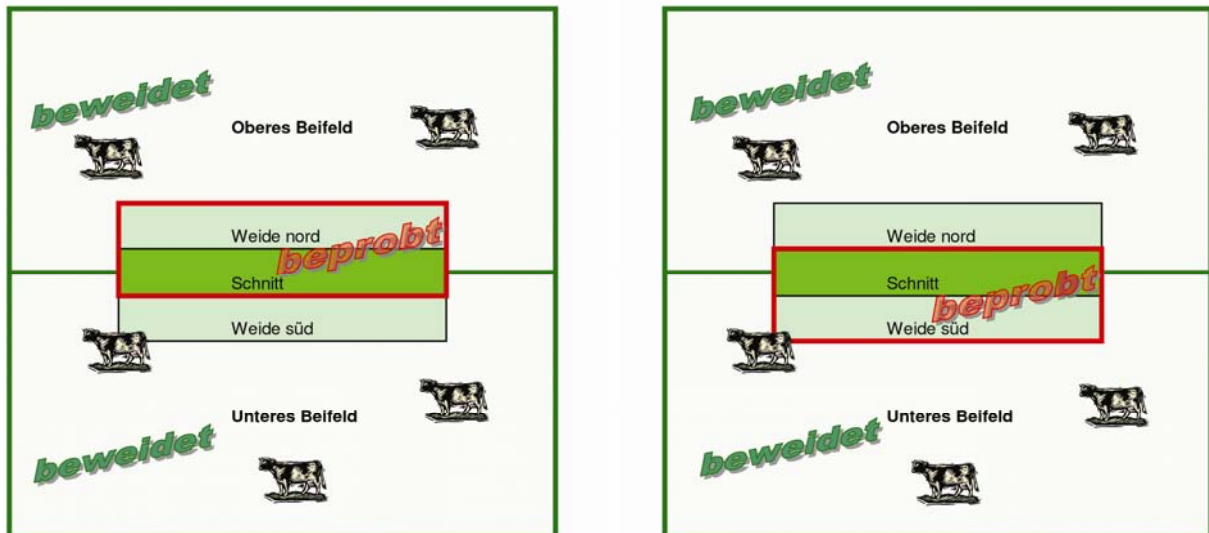 beweidet
Oberes Beifeld
Weide nord
beprobt
Schnitt
Weide süd
Unteres Beifeld
beweidet
beweidet
Oberes Beifeld
Weide nord
Schnitt
beprobt
Weide süd
Unteres Beifeld
beweidet